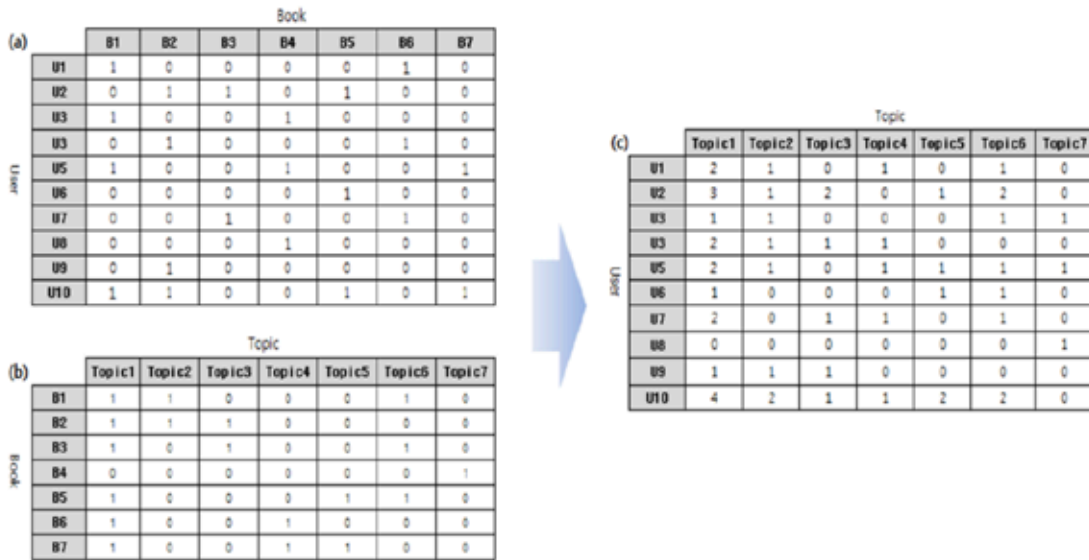 Book
(a)
B1 B2 B3 B4 B5 B6 B7
User
U1 1 0 0 0 0 1 0
U2 0 1 1 0 1 0 0
U3 1 0 0 1 0 0 0
U3 0 1 0 0 0 1 0
U5 1 0 0 1 0 0 1
U6 0 0 0 0 1 0 0
U7 0 0 1 0 0 1 0
U8 0 0 0 1 0 0 0
U9 0 1 0 0 0 0 0
U10 1 1 0 0 1 0 1
Topic
(b)
Topic1 Topic2 Topic3 Topic4 Topic5 Topic6 Topic7
Book
B1 1 1 0 0 0 1 0
B2 1 1 1 0 0 0 0
B3 1 0 1 0 0 1 0
B4 0 0 0 0 0 0 1
B5 1 0 0 0 1 1 0
B6 1 0 0 1 0 0 0
B7 1 0 0 1 1 0 0
Topic
(c)
Topic1 Topic2 Topic3 Topic4 Topic5 Topic6 Topic7
User
U1 2 1 0 1 0 1 0
U2 3 1 2 0 1 2 0
U3 1 1 0 0 0 1 1
U3 2 1 1 1 0 0 0
U5 2 1 0 1 1 1 1
U6 1 0 0 0 1 1 0
U7 2 0 1 1 0 1 0
U8 0 0 0 0 0 0 1
U9 1 1 1 0 0 0 0
U10 4 2 1 1 2 2 0